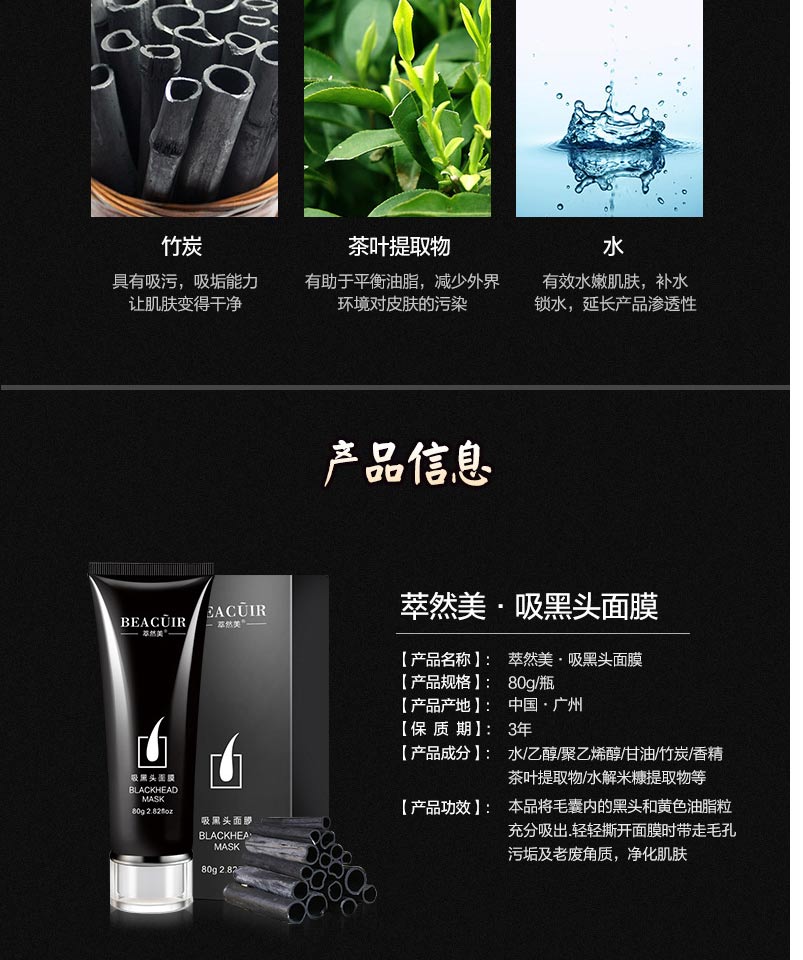 竹炭
具有吸污，吸垢能力
让肌肤变得干净
茶叶提取物
有助于平衡油脂，减少外界
环境对皮肤的污染
水
有效水嫩肌肤，补水
锁水，延长产品渗透性
产品信息
BEACŪIR
萃然美®
吸黑头面膜
BLACKHEAD
MASK
80g 2.82floz
EACŪIR
萃然美®
吸黑头面膜
BLACKHEA
MASK
80g 2.82
萃然美·吸黑头面膜
【产品名称】： 萃然美·吸黑头面膜
【产品规格】： 80g/瓶
【产品产地】： 中国·广州
【保 质 期】： 3年
【产品成分】： 水/乙醇/聚乙烯醇/甘油/竹炭/香精
茶叶提取物/水解米糠提取物等
【产品功效】： 本品将毛囊内的黑头和黄色油脂粒
充分吸出.轻轻撕开面膜时带走毛孔
污垢及老废角质，净化肌肤